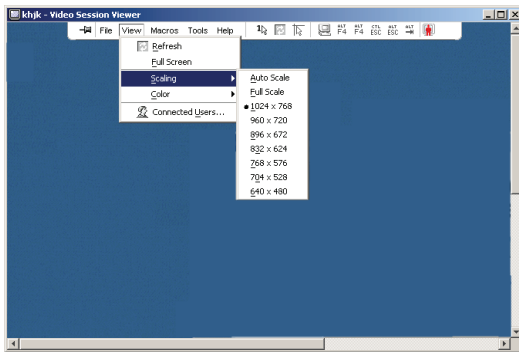 khjk - Video Session Viewer
File View Macros Tools Help
ALT F4 ALT F4 CTL ESC ALT ESC ALT
Refresh
Full Screen
Scaling
Color
Connected Users...
Auto Scale
Full Scale
1024 x 768
960 x 720
896 x 672
832 x 624
768 x 576
704 x 528
640 x 480